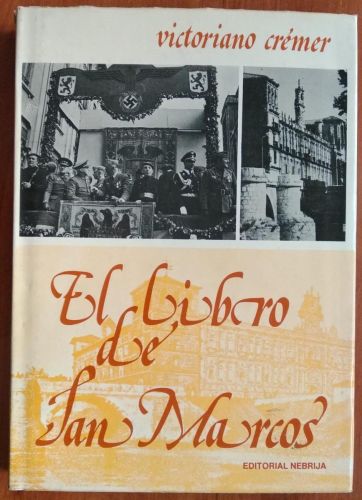 victoriano crémer
El Libro
de
San Marcos
EDITORIAL NEBRIJA